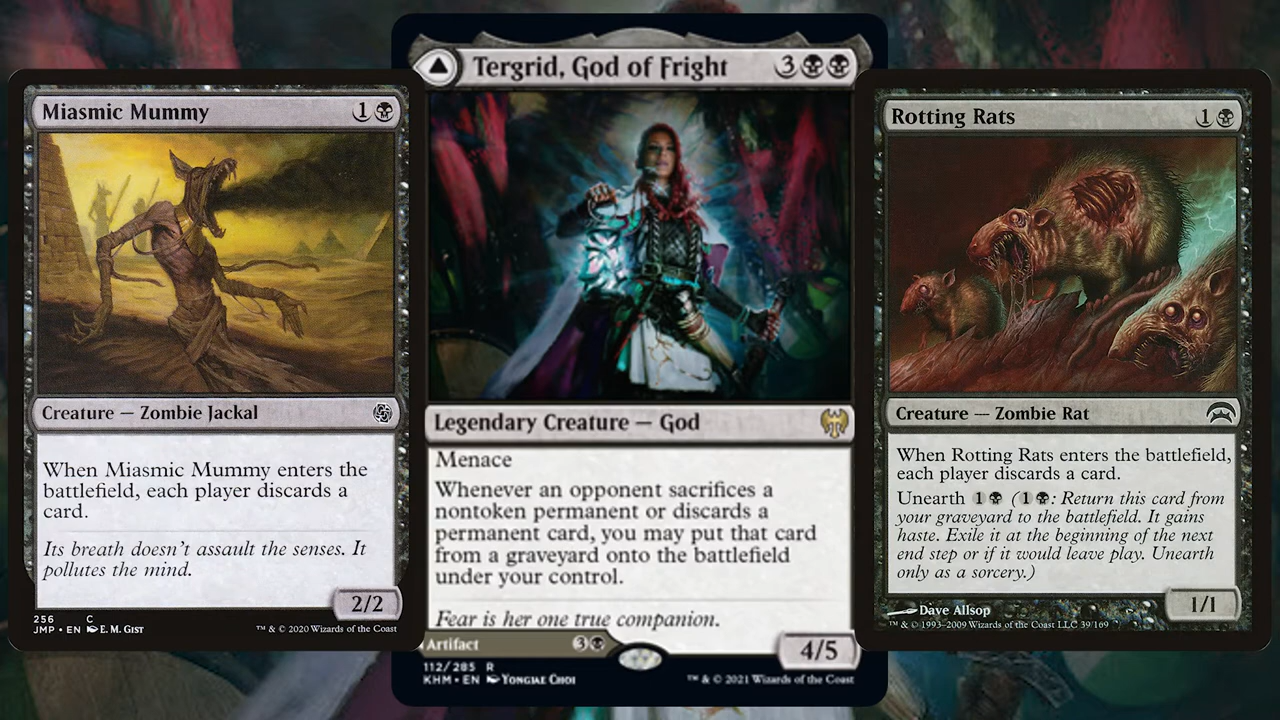 Miasmic Mummy 1
Creature — Zombie Jackal
When Miasmic Mummy enters the
battlefield, each player discards a
card.
Its breath doesn't assault the senses. It
pollutes the mind.
2/2
256 C
JMP • EN E. M. GIST
™ & © 2020 Wizards of the Coast
Tergrid, God of Fright 3
Legendary Creature — God
Menace
Whenever an opponent sacrifices a
nontoken permanent or discards a
permanent card, you may put that card
from a graveyard onto the battlefield
under your control.
Fear is her one true companion.
Artifact 3
4/5
112/285 R
KHM • EN YONGJAE CHOI
™ & © 2021 Wizards of the Coast
Rotting Rats 1
Creature — Zombie Rat
When Rotting Rats enters the battlefield,
each player discards a card.
Unearth 1 (1: Return this card from
your graveyard to the battlefield. It gains
haste. Exile it at the beginning of the next
end step or if it would leave play. Unearth
only as a sorcery.)
1/1
Dave Allsop
™ & © 1993–2009 Wizards of the Coast LLC 39/169